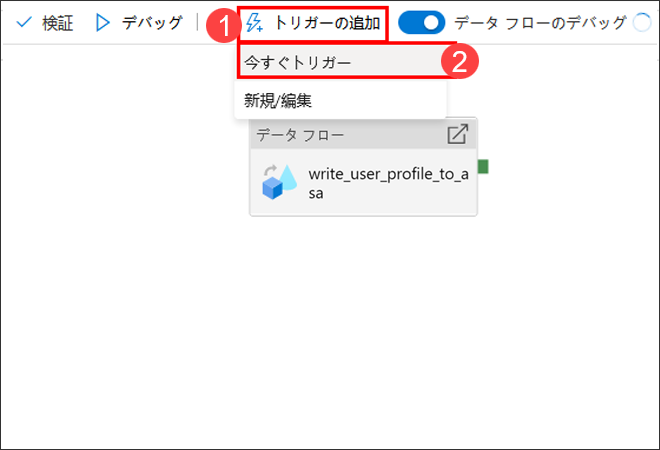 検証 デバッグ 1 トリガーの追加 データ フローのデバッグ
今すぐトリガー 2
新規/編集
データ フロー
write_user_profile_to_a
sa